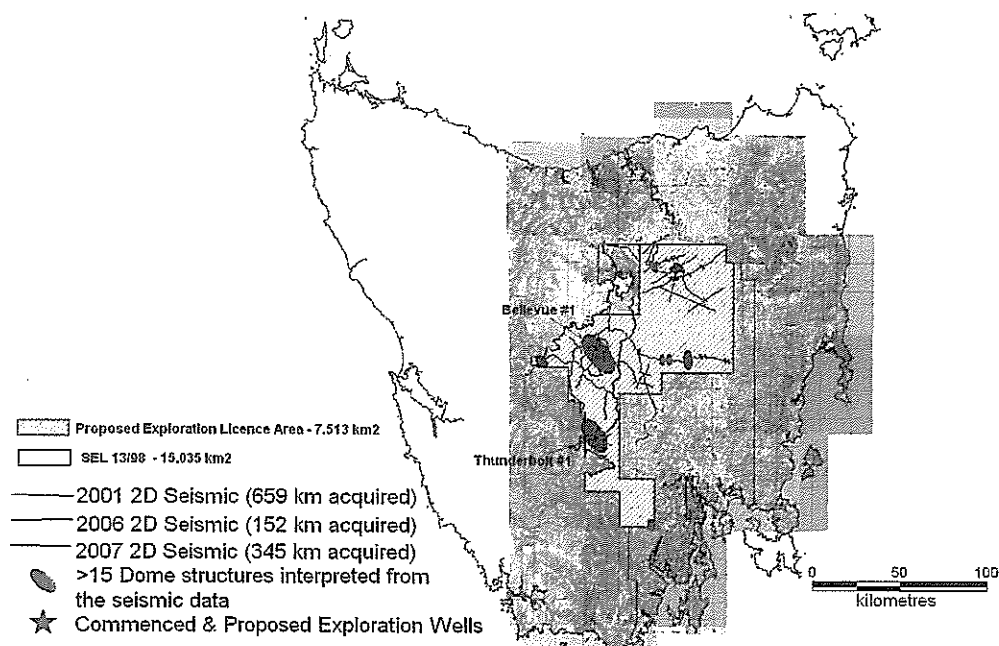 Bellevue #1
Proposed Exploration Licence Area - 7.513 km2
SEL 13/98 - 15.035 km2
Thunderbolt #1
2001 2D Seismic (659 km acquired)
2006 2D Seismic (152 km acquired)
2007 2D Seismic (345 km acquired)
>15 Dome structures interpreted from
the seismic data
Commenced & Proposed Exploration Wells
0 50 100
kilometres